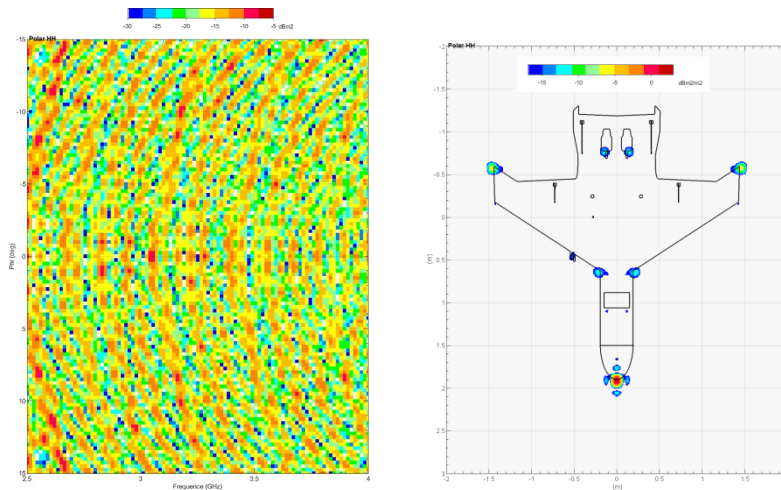 -30 -25 -20 -15 -10 -5 dBm2
Polar HH
-15
-10
-5
0
5
10
15
Phi (deg)
2.5 3 3.5 4
Frequence (GHz)
Polar HH
-15 -10 -5 0 dBm2/m2
-2
-1.5
-1
-0.5
0
0.5
1
1.5
2
2.5
3
(m)
-2 -1.5 -1 -0.5 0 0.5 1 1.5
(m)